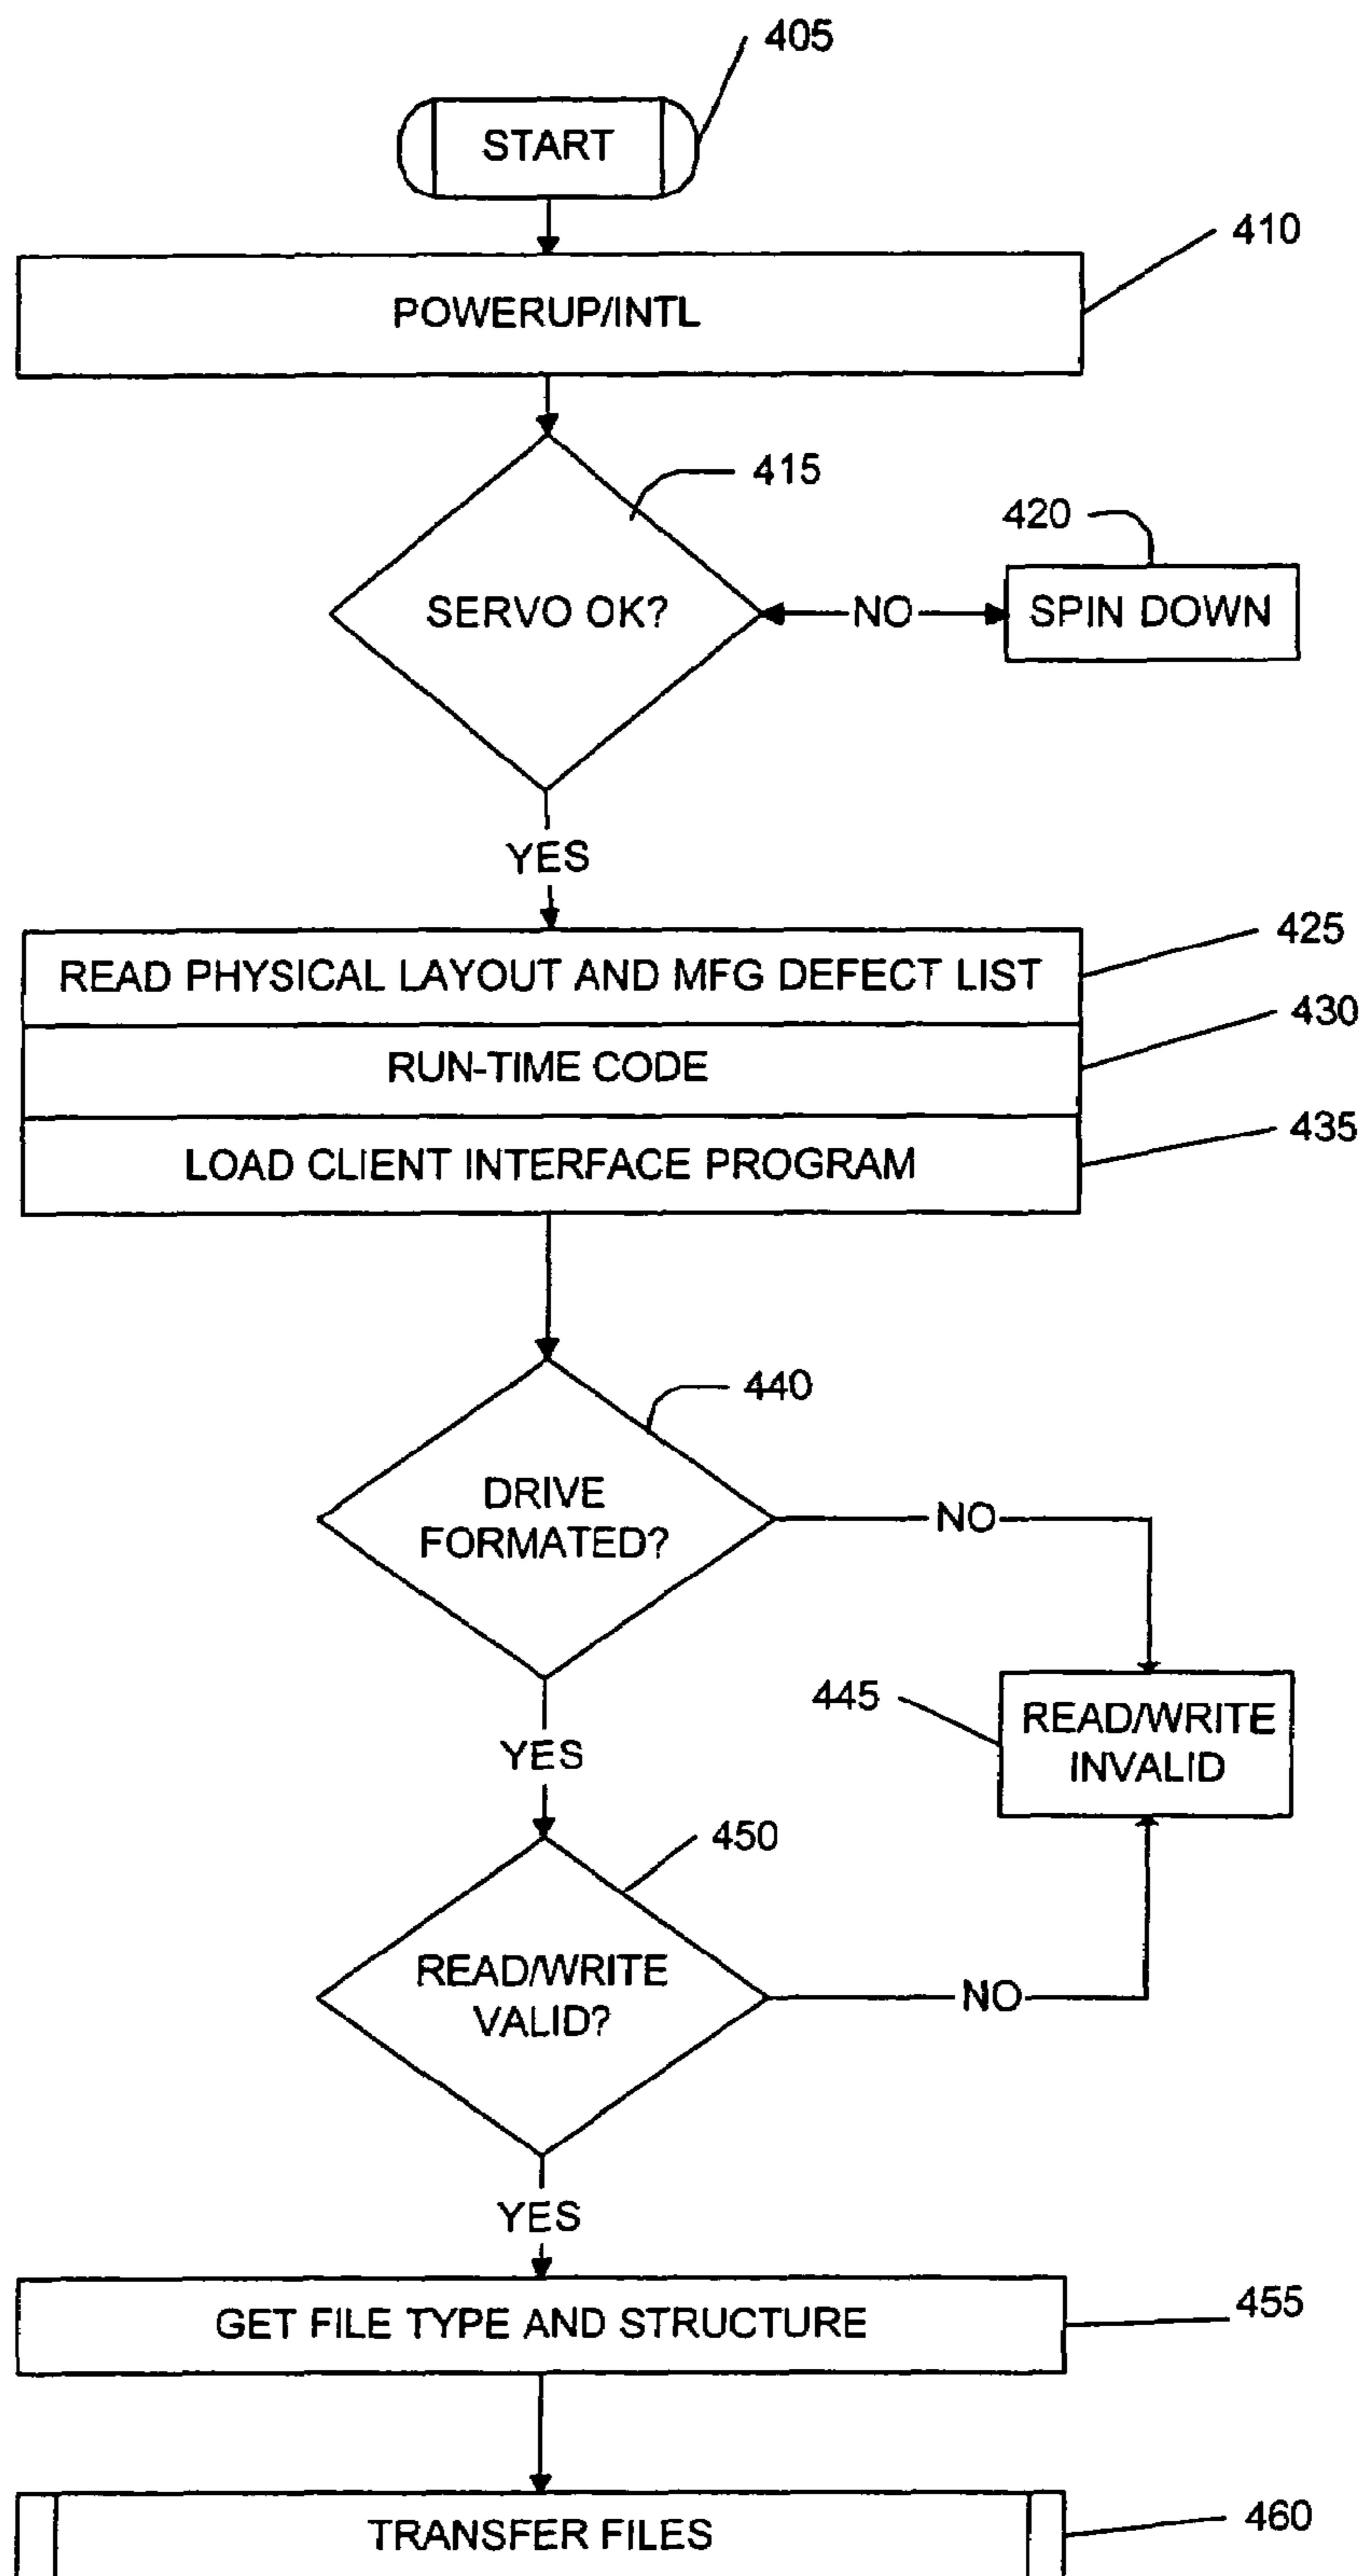 405
START
410
POWERUP/INTL
415
420
SERVO OK?
NO
SPIN DOWN
YES
425
READ PHYSICAL LAYOUT AND MFG DEFECT LIST
430
RUN-TIME CODE
435
LOAD CLIENT INTERFACE PROGRAM
440
DRIVE
FORMATED?
NO
445
READ/WRITE
INVALID
YES
450
READ/WRITE
VALID?
NO
YES
455
GET FILE TYPE AND STRUCTURE
460
TRANSFER FILES